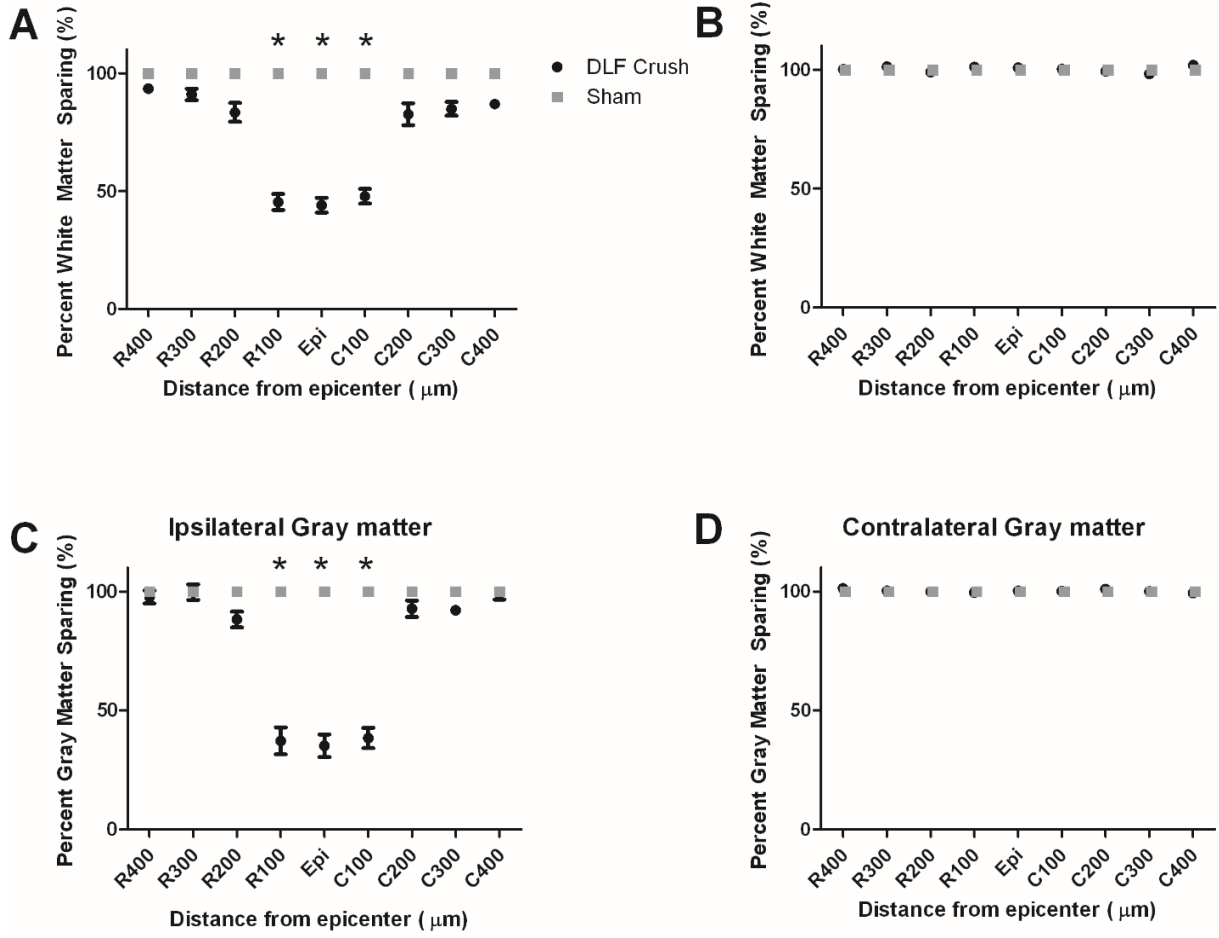 A
Percent White Matter Sparing (%)
* * *
100
50
0
R400 R300 R200 R100 Epi C100 C200 C300 C400
Distance from epicenter ( μm)
DLF Crush
Sham
B
Percent White Matter Sparing (%)
100
50
0
R400 R300 R200 R100 Epi C100 C200 C300 C400
Distance from epicenter ( μm)
C
Ipsilateral Gray matter
Percent Gray Matter Sparing (%)
* * *
100
50
0
R400 R300 R200 R100 Epi C100 C200 C300 C400
Distance from epicenter ( μm)
D
Contralateral Gray matter
Percent Gray Matter Sparing (%)
100
50
0
R400 R300 R200 R100 Epi C100 C200 C300 C400
Distance from epicenter ( μm)